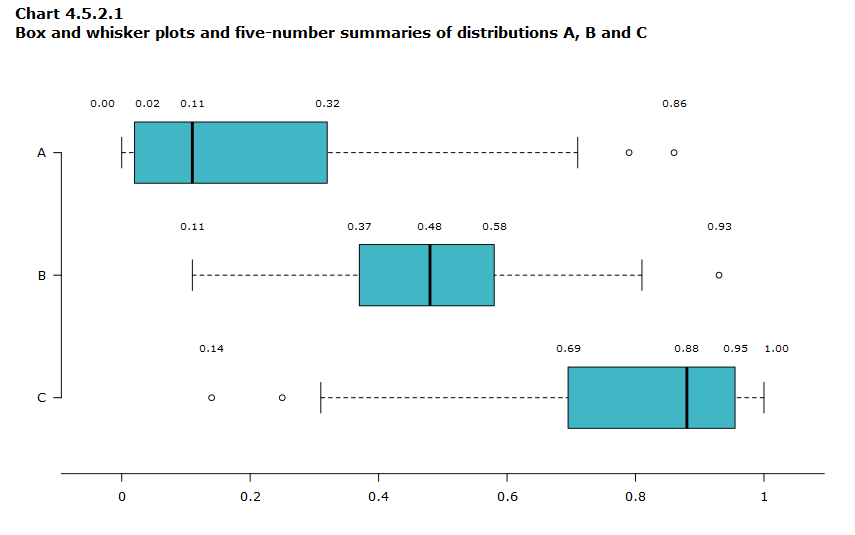 Chart 4.5.2.1
Box and whisker plots and five-number summaries of distributions A, B and C
0.00 0.02 0.11 0.32 0.86
A
0.11 0.37 0.48 0.58 0.93
B
0.14 0.69 0.88 0.95 1.00
C
0 0.2 0.4 0.6 0.8 1